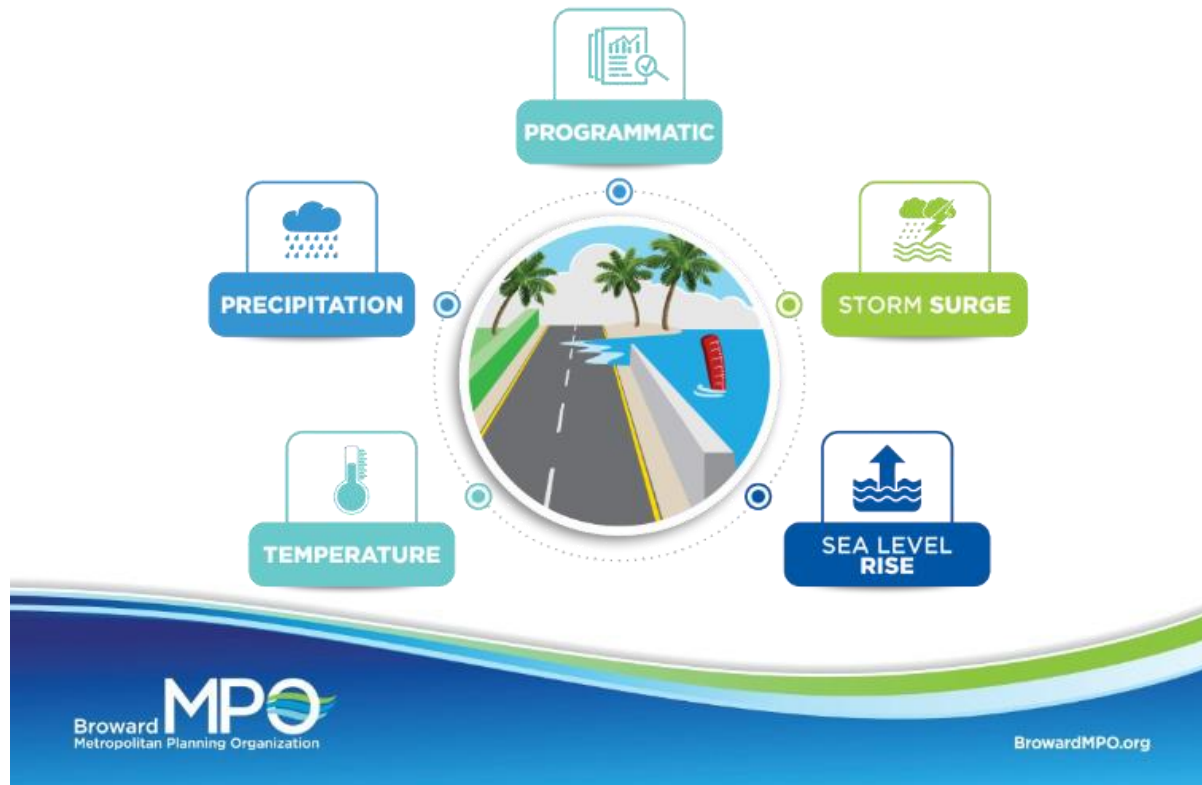 PROGRAMMATIC
PRECIPITATION
STORM SURGE
TEMPERATURE
SEA LEVEL
RISE
Broward MPO
Metropolitan Planning Organization
BrowardMPO.org